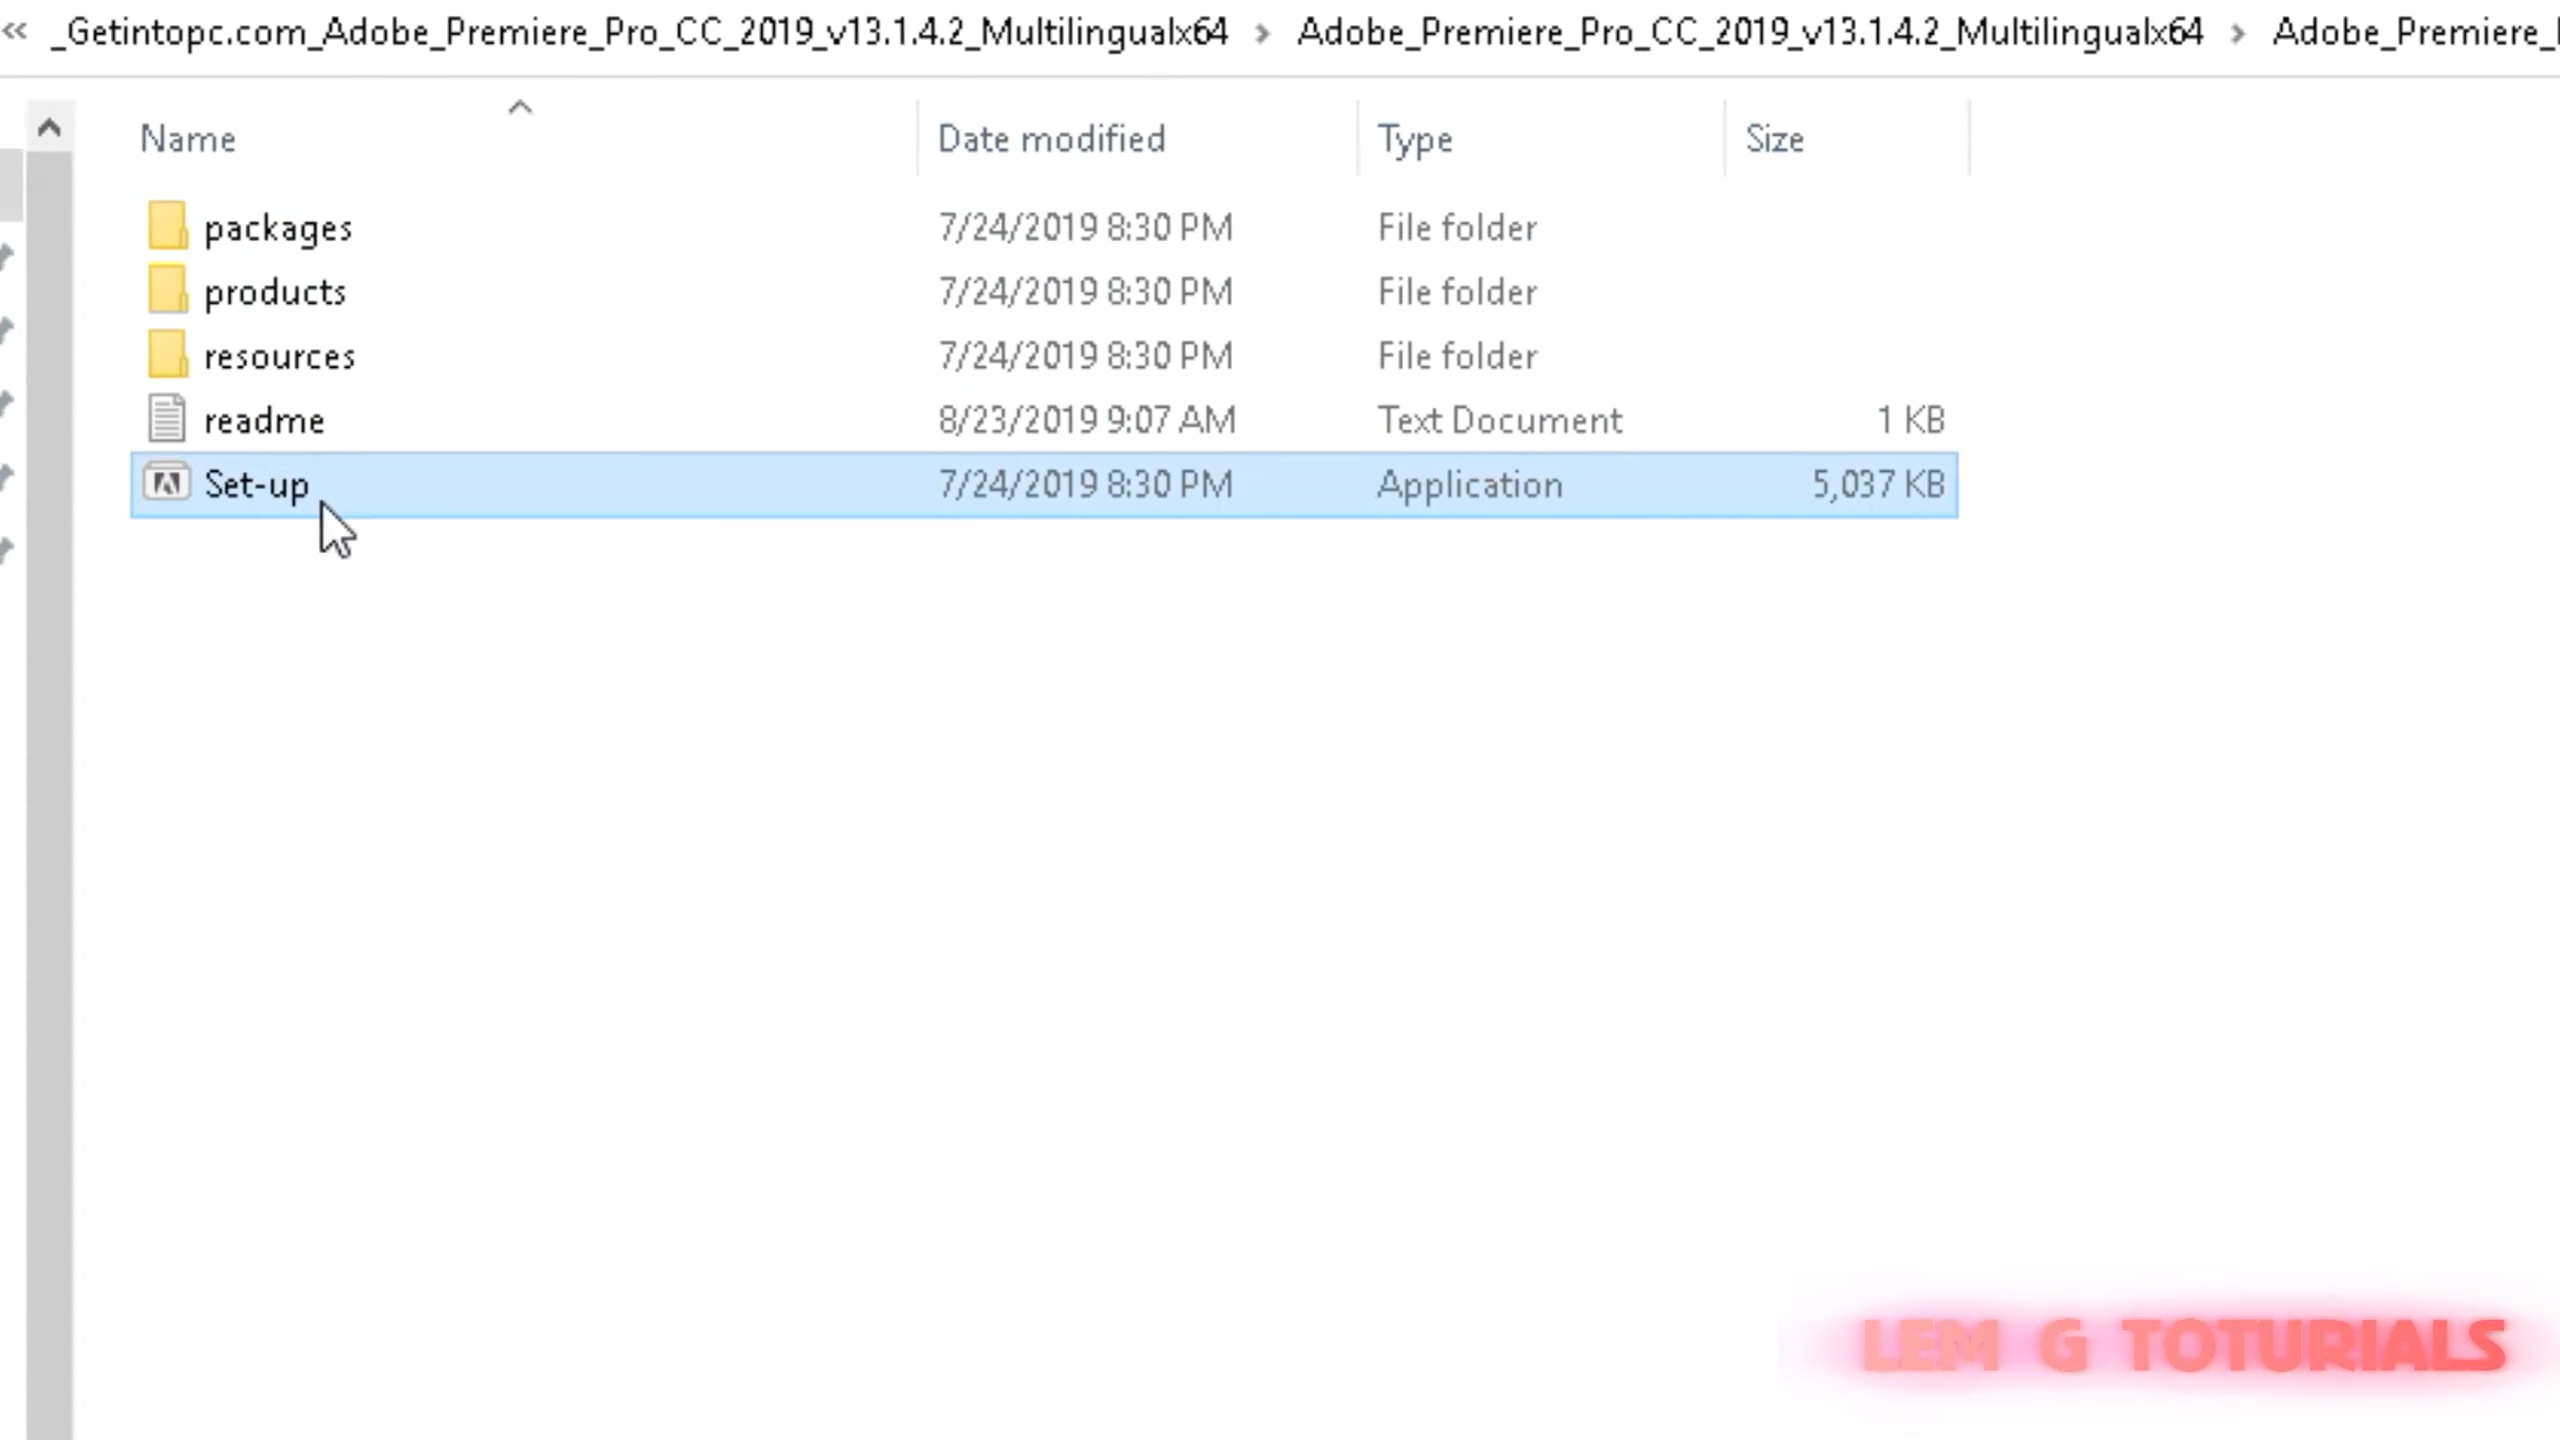 « _Getintopc.com_Adobe_Premiere_Pro_CC_2019_v13.1.4.2_Multilingualx64 › Adobe_Premiere_Pro_CC_2019_v13.1.4.2_Multilingualx64 › Adobe_Premiere_
Name Date modified Type Size
packages 7/24/2019 8:30 PM File folder
products 7/24/2019 8:30 PM File folder
resources 7/24/2019 8:30 PM File folder
readme 8/23/2019 9:07 AM Text Document 1 KB
Set-up 7/24/2019 8:30 PM Application 5,037 KB
LEM G TOTURIALS